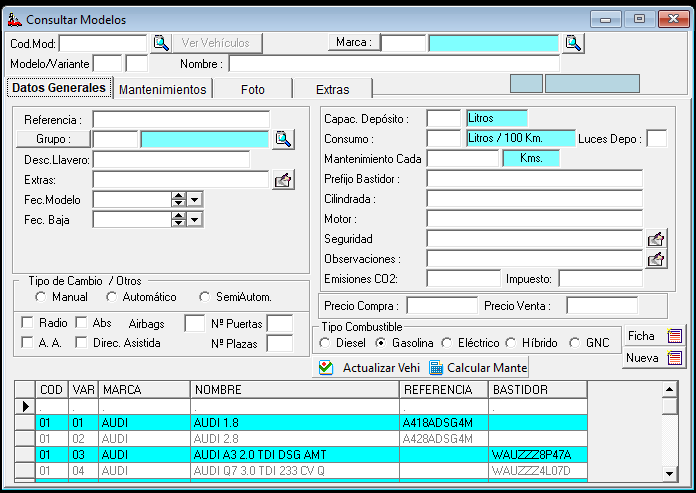 Consultar Modelos
Cod.Mod: Ver Vehículos Marca :
Modelo/Variante Nombre :
Datos Generales Mantenimientos Foto Extras
Referencia :
Grupo :
Desc.Llavero:
Extras:
Fec.Modelo
Fec. Baja
Capac. Depósito : Litros
Consumo : Litros / 100 Km. Luces Depo :
Mantenimiento Cada Kms.
Prefijo Bastidor :
Cilindrada :
Motor :
Seguridad
Observaciones :
Emisiones CO2: Impuesto:
Tipo de Cambio / Otros
Manual Automático SemiAutom.
Radio Abs Airbags Nº Puertas
A. A. Direc. Asistida Nº Plazas
Precio Compra : Precio Venta :
Tipo Combustible
Diesel Gasolina Eléctrico Híbrido GNC
Ficha
Nueva
Actualizar Vehi Calcular Mante
COD VAR MARCA NOMBRE REFERENCIA BASTIDOR
. . . . .
01 01 AUDI AUDI 1.8 A418ADSG4M
01 02 AUDI AUDI 2.8 A428ADSG4M
01 03 AUDI AUDI A3 2.0 TDI DSG AMT WAUZZZ8P47A
01 04 AUDI AUDI Q7 3.0 TDI 233 CV Q WAUZZZ4L07D